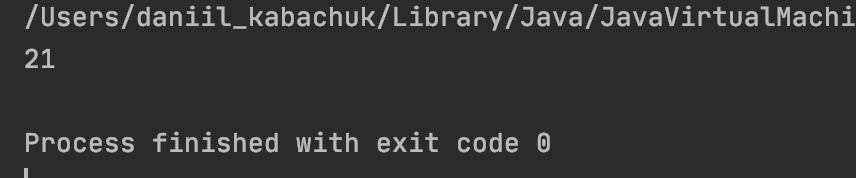 /Users/daniil_kabachuk/Library/Java/JavaVirtualMachi
21
Process finished with exit code 0